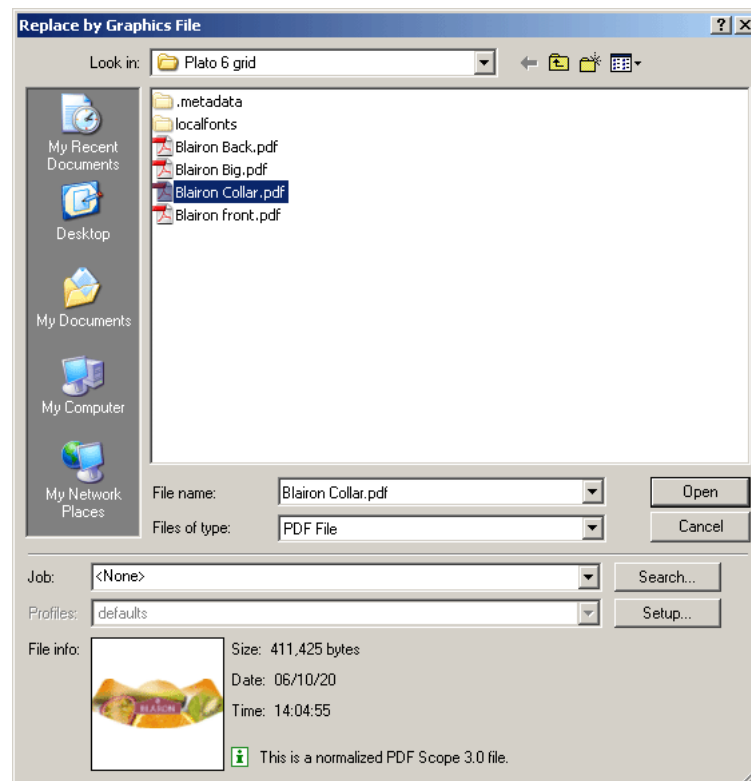 Replace by Graphics File
Look in: Plato 6 grid
.metadata
localfonts
Blairon Back.pdf
Blairon Big.pdf
Blairon Collar.pdf
Blairon front.pdf
My Recent
Documents
Desktop
My Documents
My Computer
My Network
Places
File name: Blairon Collar.pdf Open
Files of type: PDF File Cancel
Job: <None> Search...
Profiles: defaults Setup...
File info: Size: 411,425 bytes
Date: 06/10/20
Time: 14:04:55
BLAIRON
This is a normalized PDF Scope 3.0 file.